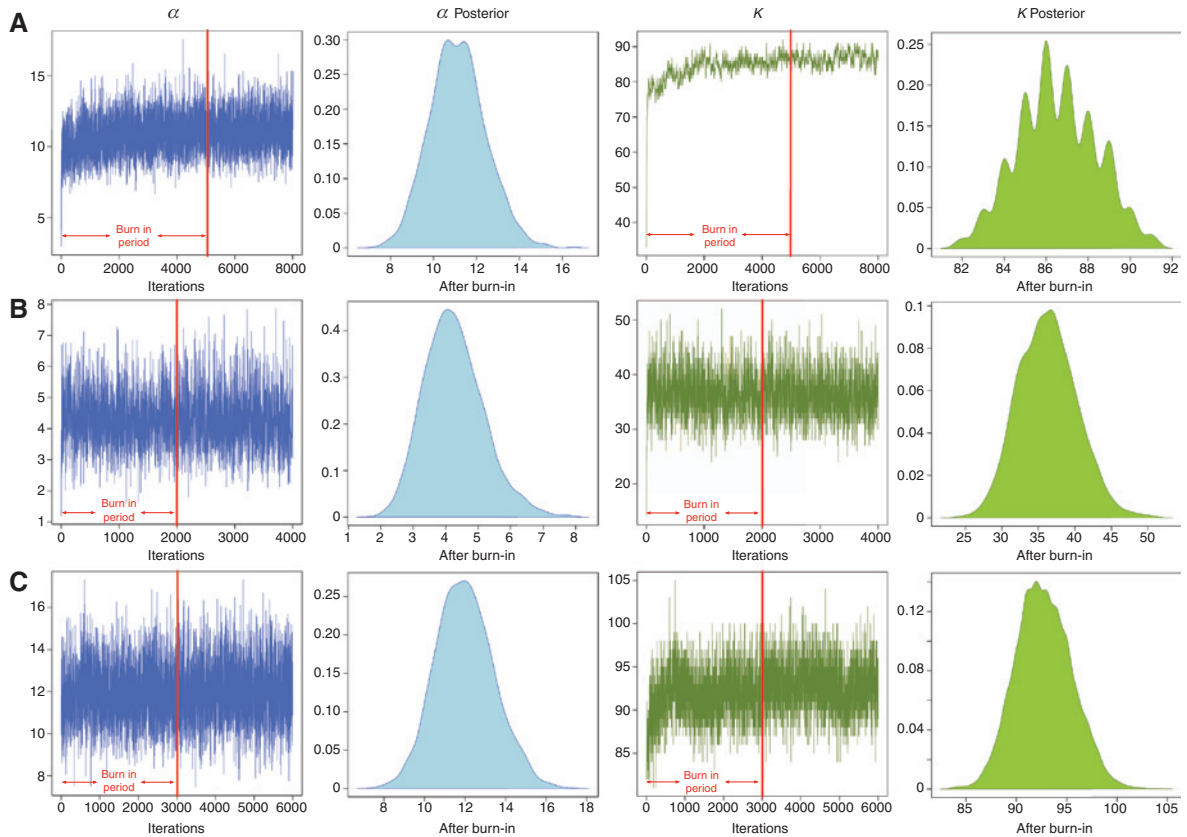 α
α Posterior
K
K Posterior
A
15
10
5
Burn in
period
0 2000 4000 6000 8000
Iterations
0.30
0.25
0.20
0.15
0.10
0.05
0
8 10 12 14 16
After burn-in
90
80
70
60
50
40
Burn in
period
0 2000 4000 6000 8000
Iterations
0.25
0.20
0.15
0.10
0.05
0
82 84 86 88 90 92
After burn-in
B
8
7
6
5
4
3
2
1
Burn in
period
0 1000 2000 3000 4000
Iterations
0.4
0.3
0.2
0.1
0
1 2 3 4 5 6 7 8
After burn-in
50
40
30
20
Burn in
period
0 1000 2000 3000 4000
Iterations
0.1
0.08
0.06
0.04
0.02
0
25 30 35 40 45 50
After burn-in
C
16
14
12
10
8
Burn in
period
0 1000 2000 3000 4000 5000 6000
Iterations
0.25
0.20
0.15
0.10
0.05
0
8 10 12 14 16 18
After burn-in
105
100
95
90
85
Burn in
period
0 1000 2000 3000 4000 5000 6000
Iterations
0.12
0.08
0.04
0
85 90 95 100 105
After burn-in